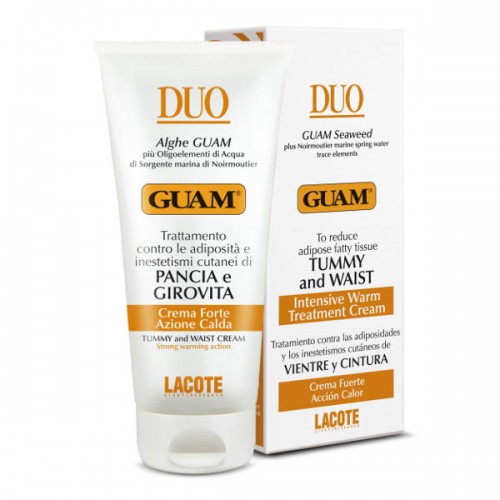 DUO
Alghe GUAM
più Oligoelementi di Acqua
di Sorgente marina di Noirmoutier
GUAM®
Trattamento
contro le adiposità e
inestetismi cutanei di
PANCIA e
GIROVITA
Crema Forte
Azione Calda
TUMMY and WAIST CREAM
Strong warming action
LACOTE
DUO
GUAM Seaweed
plus Noirmoutier marine spring water
trace elements
GUAM®
To reduce
adipose fatty tissue
TUMMY
and WAIST
Intensive Warm
Treatment Cream
Tratamiento contra las adiposidades
y los inestetismos cutáneos de
VIENTRE y CINTURA
Crema Fuerte
Acción Calor
LACOTE